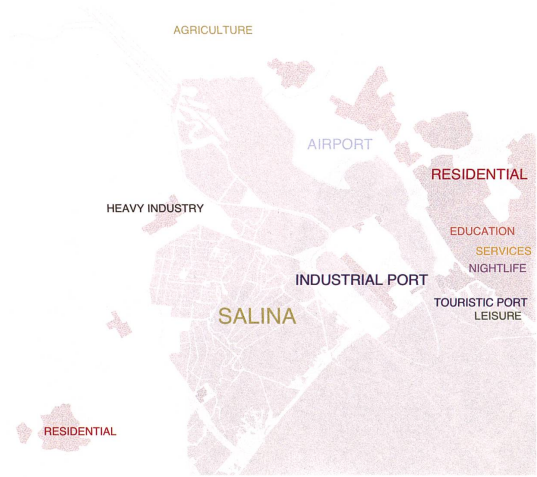 AGRICULTURE
AIRPORT
RESIDENTIAL
HEAVY INDUSTRY
EDUCATION
SERVICES
NIGHTLIFE
INDUSTRIAL PORT
TOURISTIC PORT
SALINA
LEISURE
RESIDENTIAL